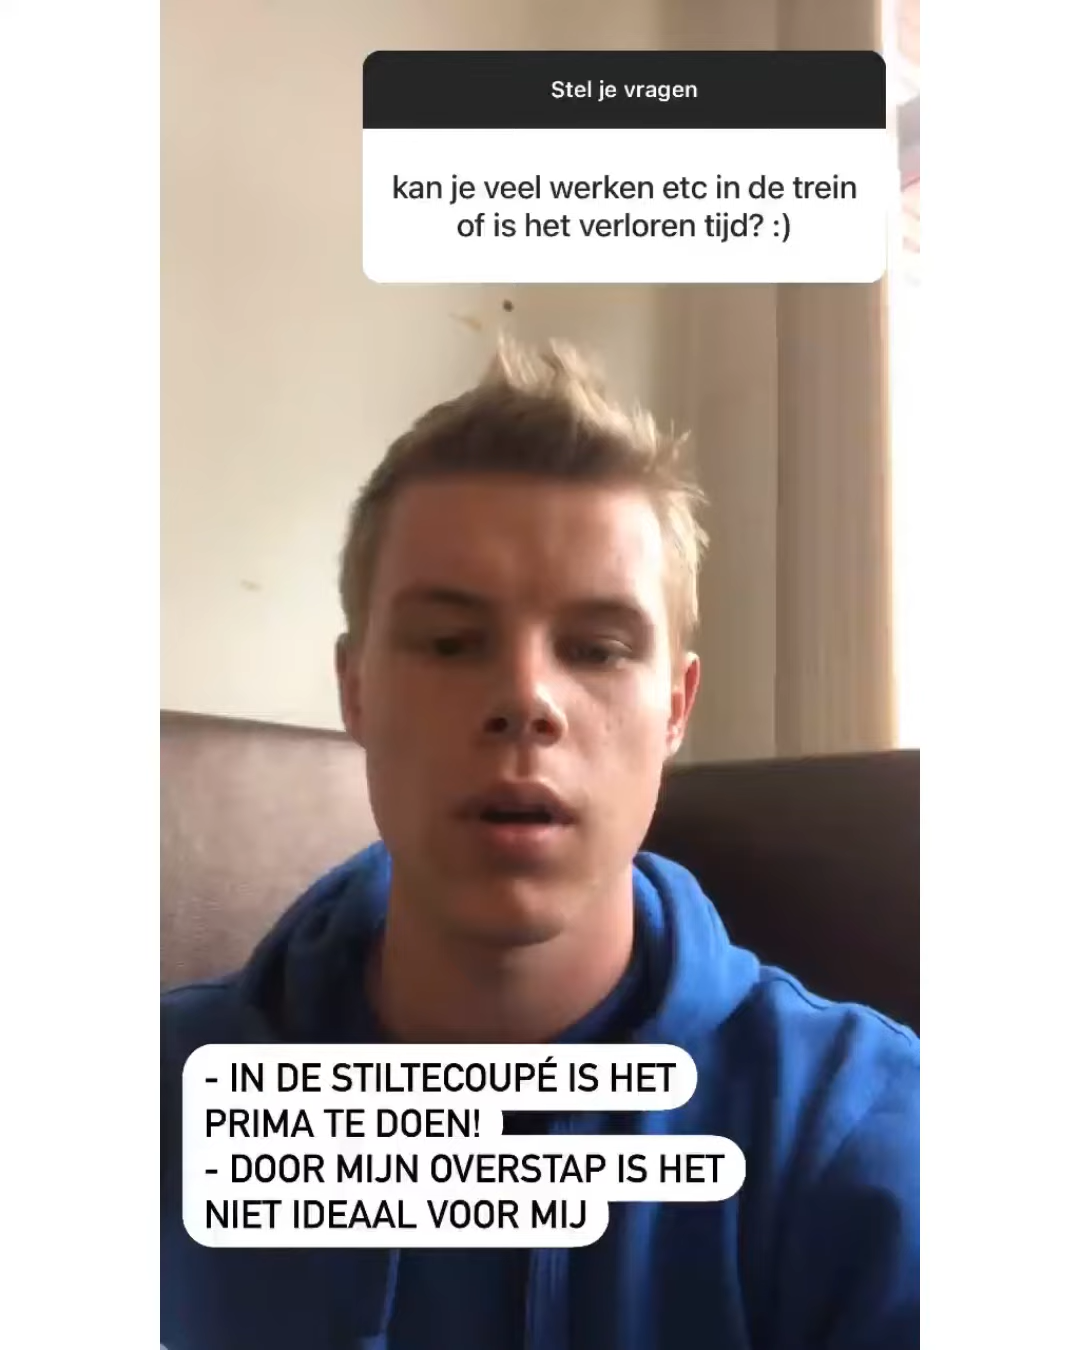 Stel je vragen
kan je veel werken etc in de trein
of is het verloren tijd? :)
- IN DE STILTECOUPÉ IS HET
PRIMA TE DOEN!
- DOOR MIJN OVERSTAP IS HET
NIET IDEAAL VOOR MIJ